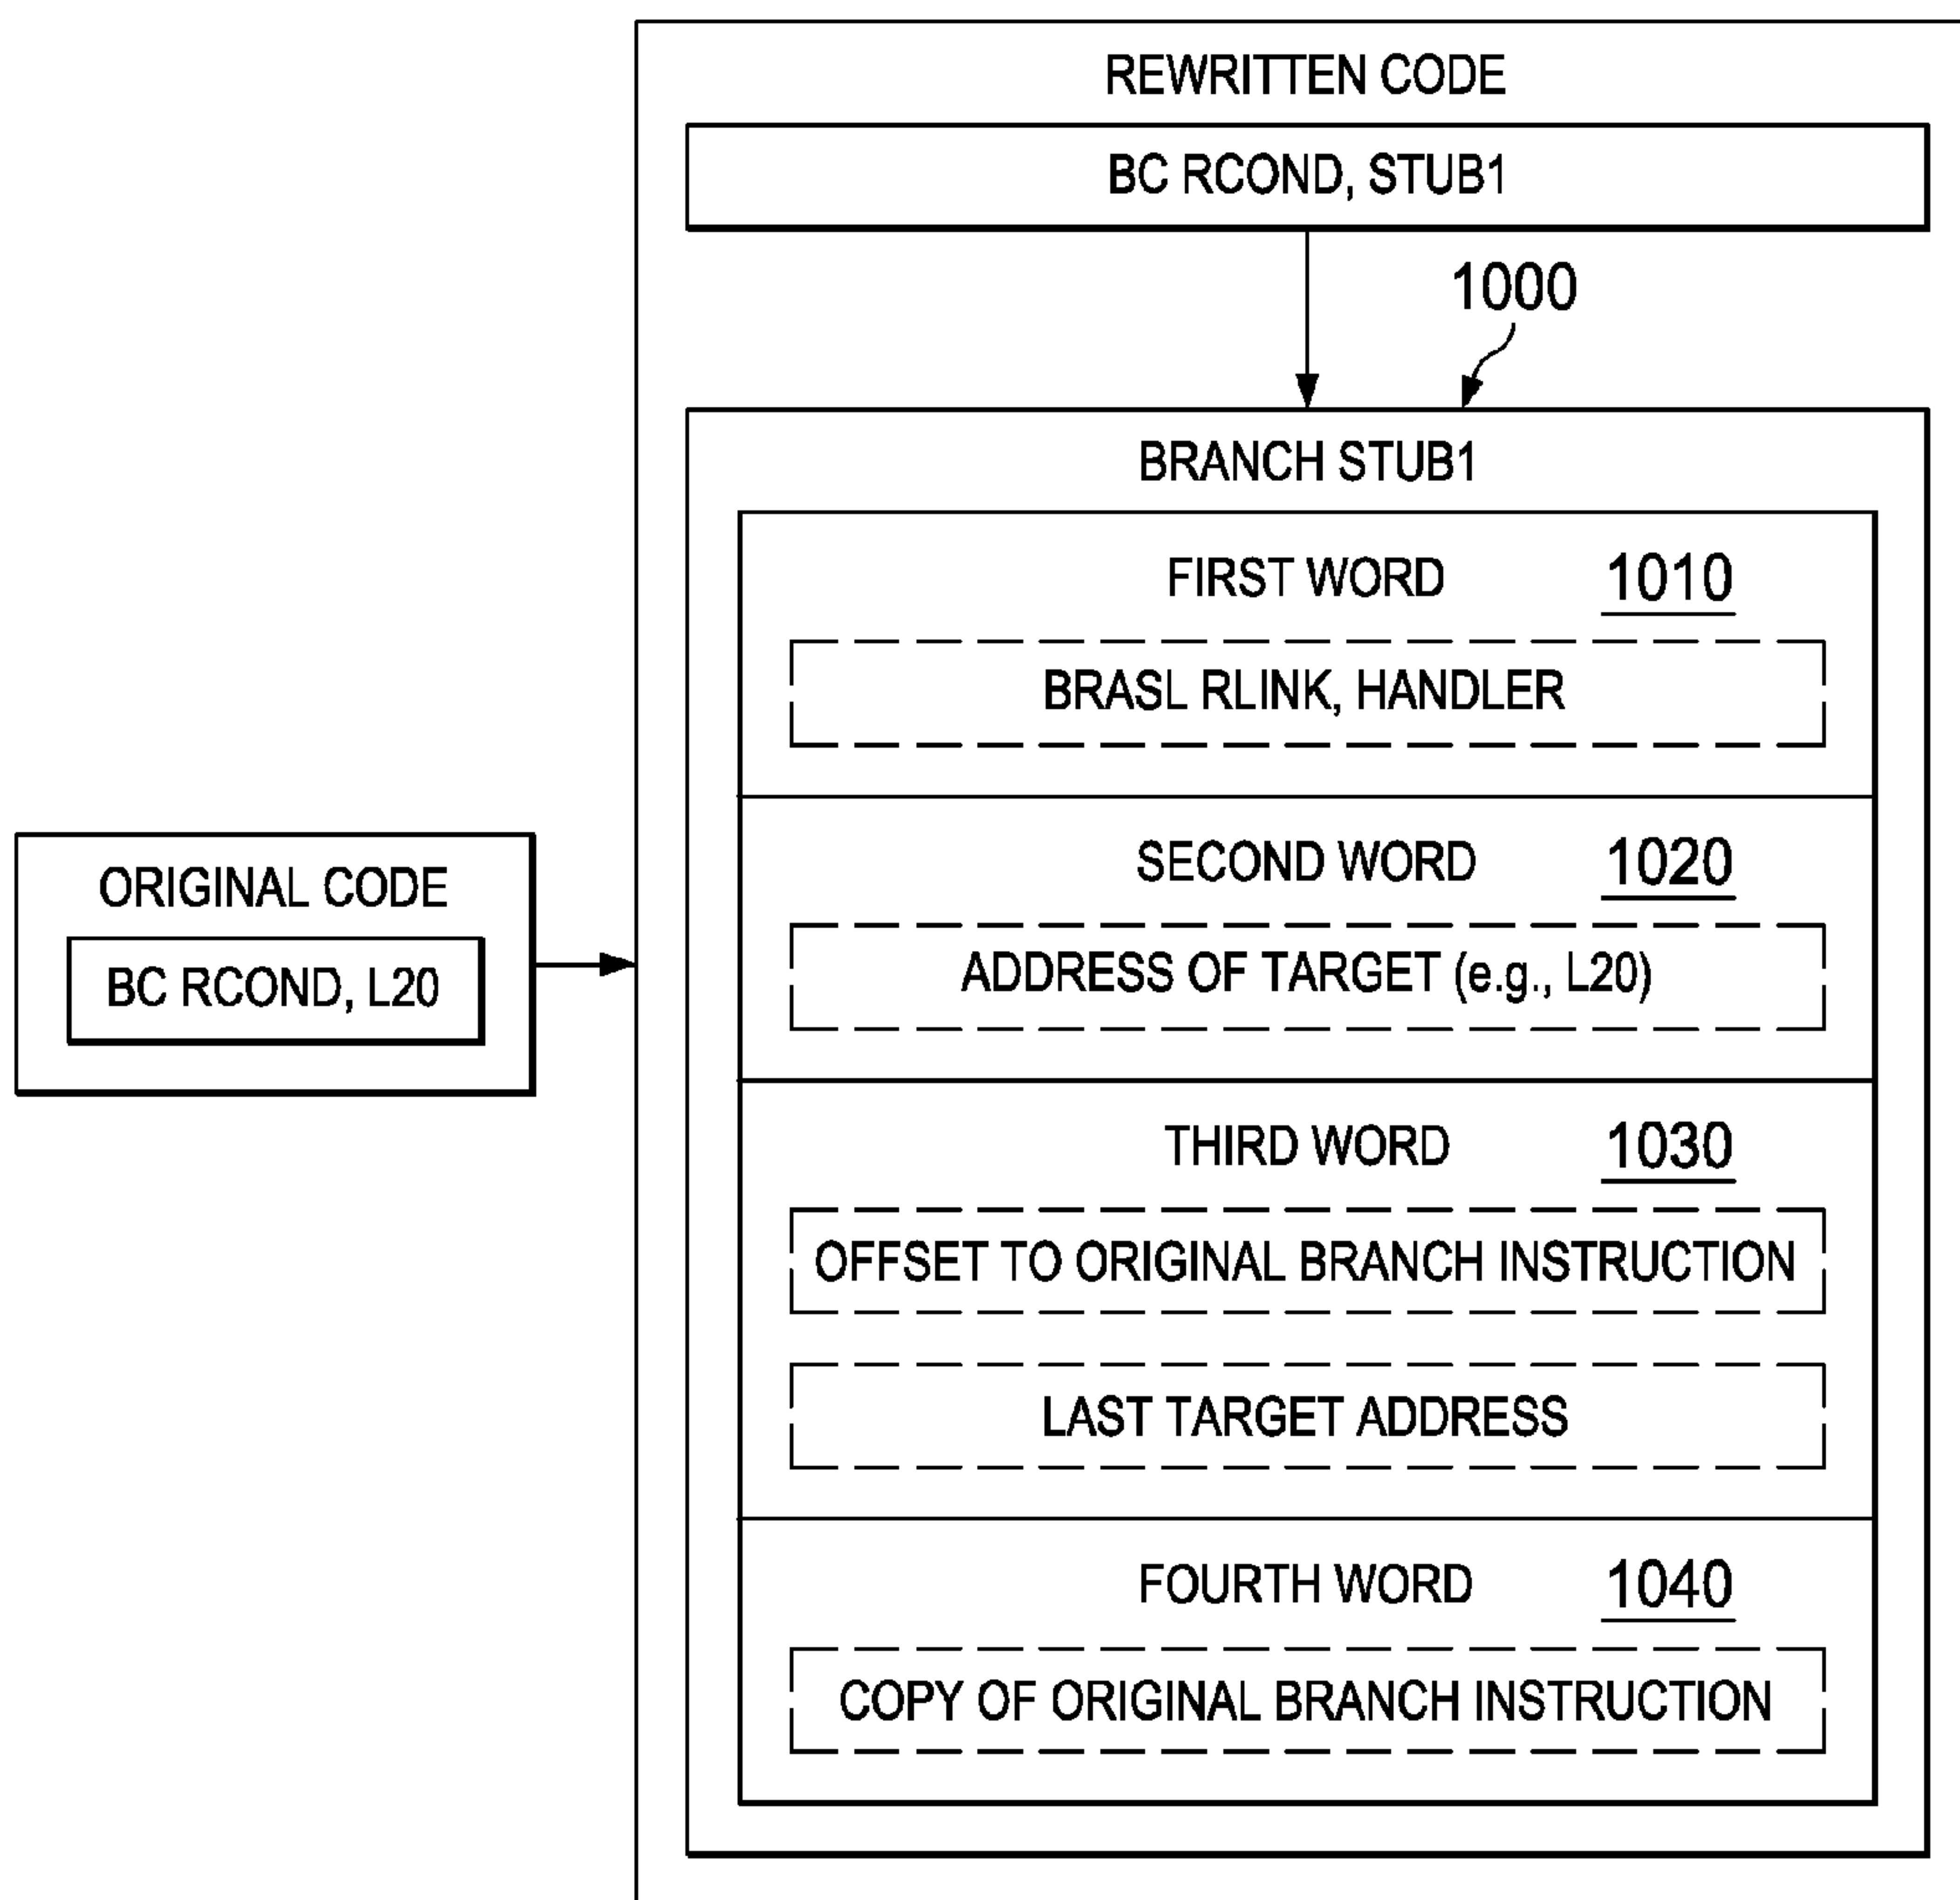 REWRITTEN CODE
BC RCOND, STUB1
1000
BRANCH STUB1
FIRST WORD 1010
BRASL RLINK, HANDLER
SECOND WORD 1020
ADDRESS OF TARGET (e.g., L20)
THIRD WORD 1030
OFFSET TO ORIGINAL BRANCH INSTRUCTION
LAST TARGET ADDRESS
FOURTH WORD 1040
COPY OF ORIGINAL BRANCH INSTRUCTION
ORIGINAL CODE
BC RCOND, L20